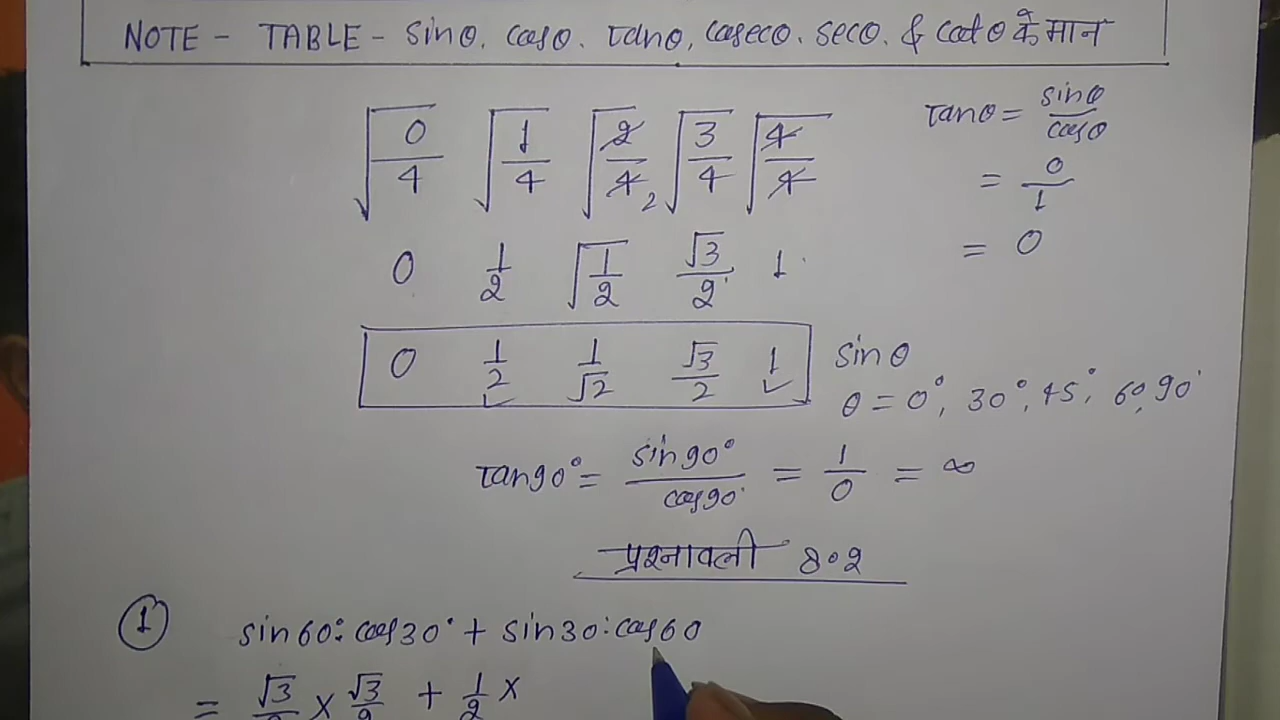 NOTE - TABLE - sinθ. cosθ. Tanθ, cosecθ. secθ. & cotθ के मान
√0/4 √1/4 √2/4 2 √3/4 √4/4
0 1/2 √1/2 √3/2 1
0 1/2 1/√2 √3/2 1 sinθ
θ = 0°, 30°, 45°, 60, 90°
Tanθ = sinθ/cosθ
= 0/1
= 0
Tan90° = sin90°/cos90° = 1/0 = ∞
प्रश्नावली 8.2
① sin60°. cos30° + sin30°. cos60
= √3/2 × √3/2 + 1/2 ×